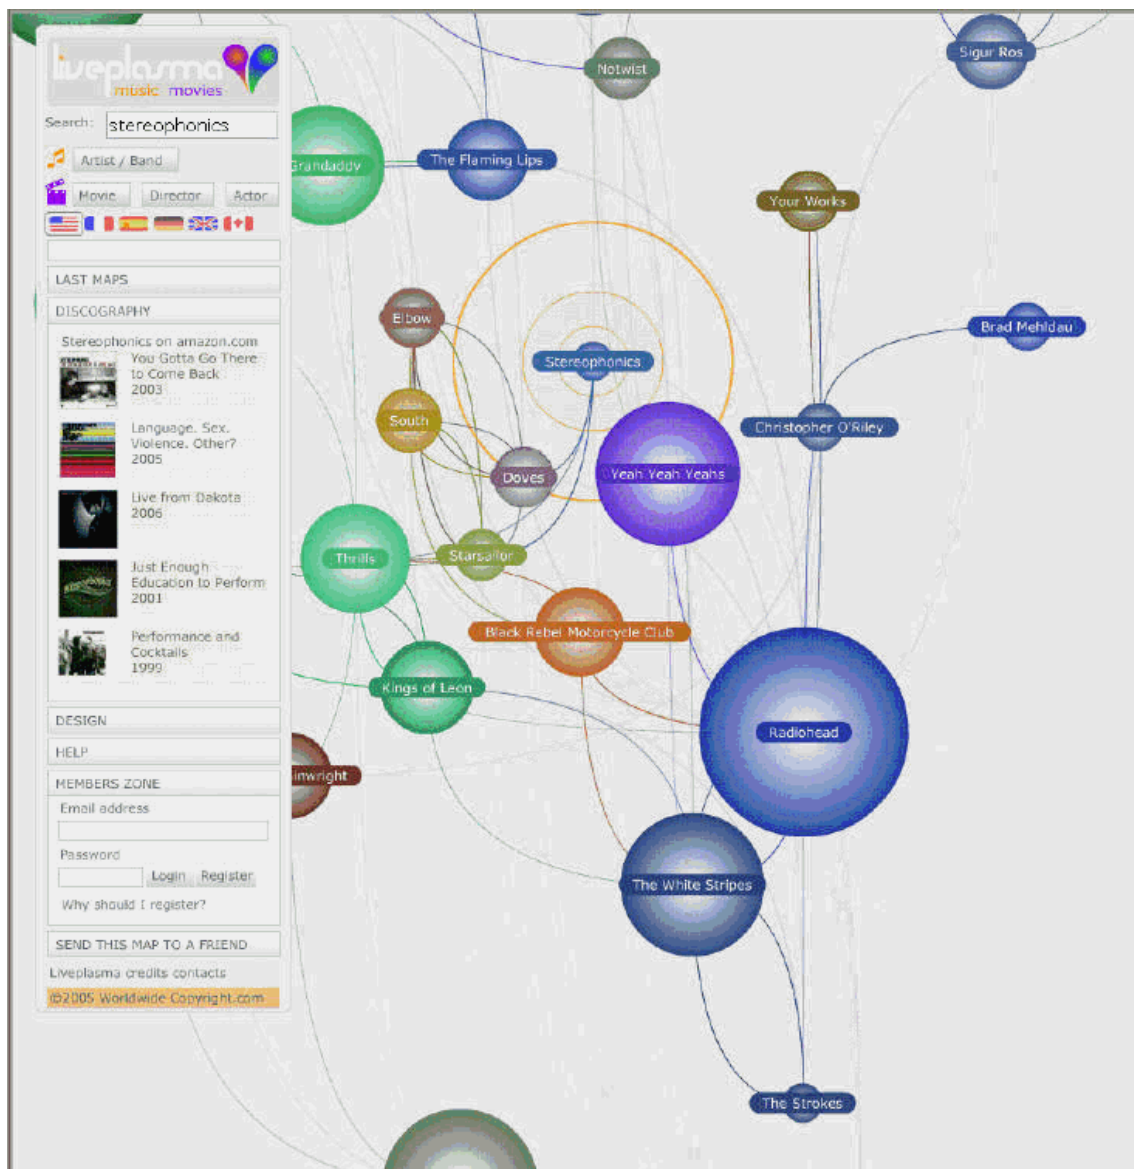 liveplasma
music movies
Search: stereophonics
Artist / Band
Movie Director Actor
LAST MAPS
DISCOGRAPHY
Stereophonics on amazon.com
You Gotta Go There
to Come Back
2003
Language. Sex.
Violence. Other?
2005
Live from Dakota
2006
Just Enough
Education to Perform
2001
Performance and
Cocktails
1999
DESIGN
HELP
MEMBERS ZONE
Email address
Password
Login Register
Why should I register?
SEND THIS MAP TO A FRIEND
Liveplasma credits contacts
©2005 Worldwide Copyright.com
Sigur Ros
Notwist
Grandaddy
The Flaming Lips
Your Works
Elbow
Brad Mehldau
Stereophonics
South
Christopher O'Riley
Doves
Yeah Yeah Yeahs
Thrills
Starsailor
Black Rebel Motorcycle Club
Kings of Leon
Radiohead
inwright
The White Stripes
The Strokes